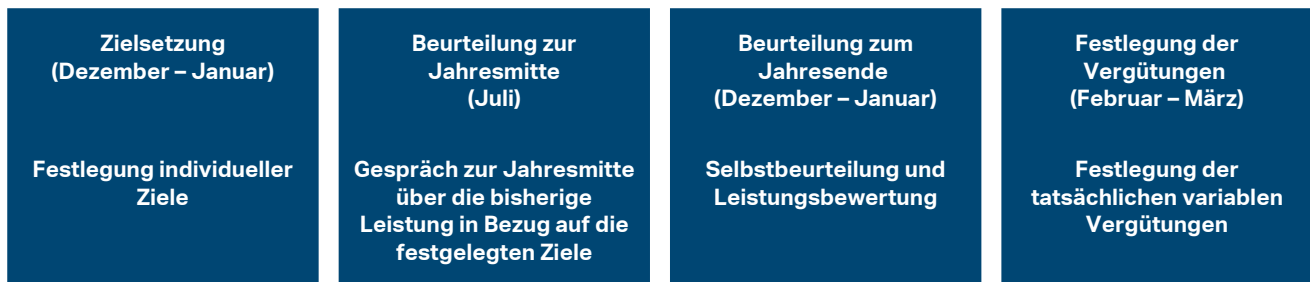 Zielsetzung
(Dezember – Januar)
Festlegung individueller
Ziele
Beurteilung zur
Jahresmitte
(Juli)
Gespräch zur Jahresmitte
über die bisherige
Leistung in Bezug auf die
festgelegten Ziele
Beurteilung zum
Jahresende
(Dezember – Januar)
Selbstbeurteilung und
Leistungsbewertung
Festlegung der
Vergütungen
(Februar – März)
Festlegung der
tatsächlichen variablen
Vergütungen